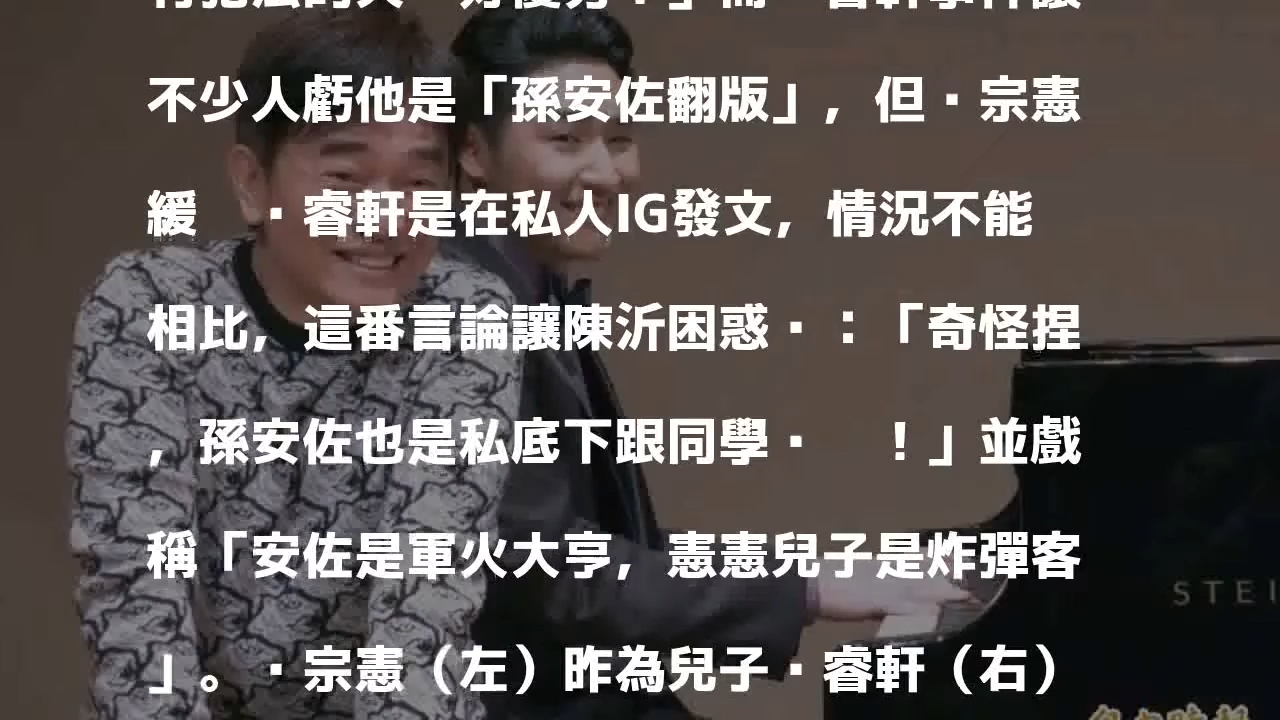 不少人虧他是「孫安佐翻版」，但·宗憲
緩　·睿軒是在私人IG發文，情況不能
相比，這番言論讓陳沂困惑·：「奇怪捏
，孫安佐也是私底下跟同學·　！」並戲
稱「安佐是軍火大亨，憲憲兒子是炸彈客
」。·宗憲（左）昨為兒子·睿軒（右）
STEI